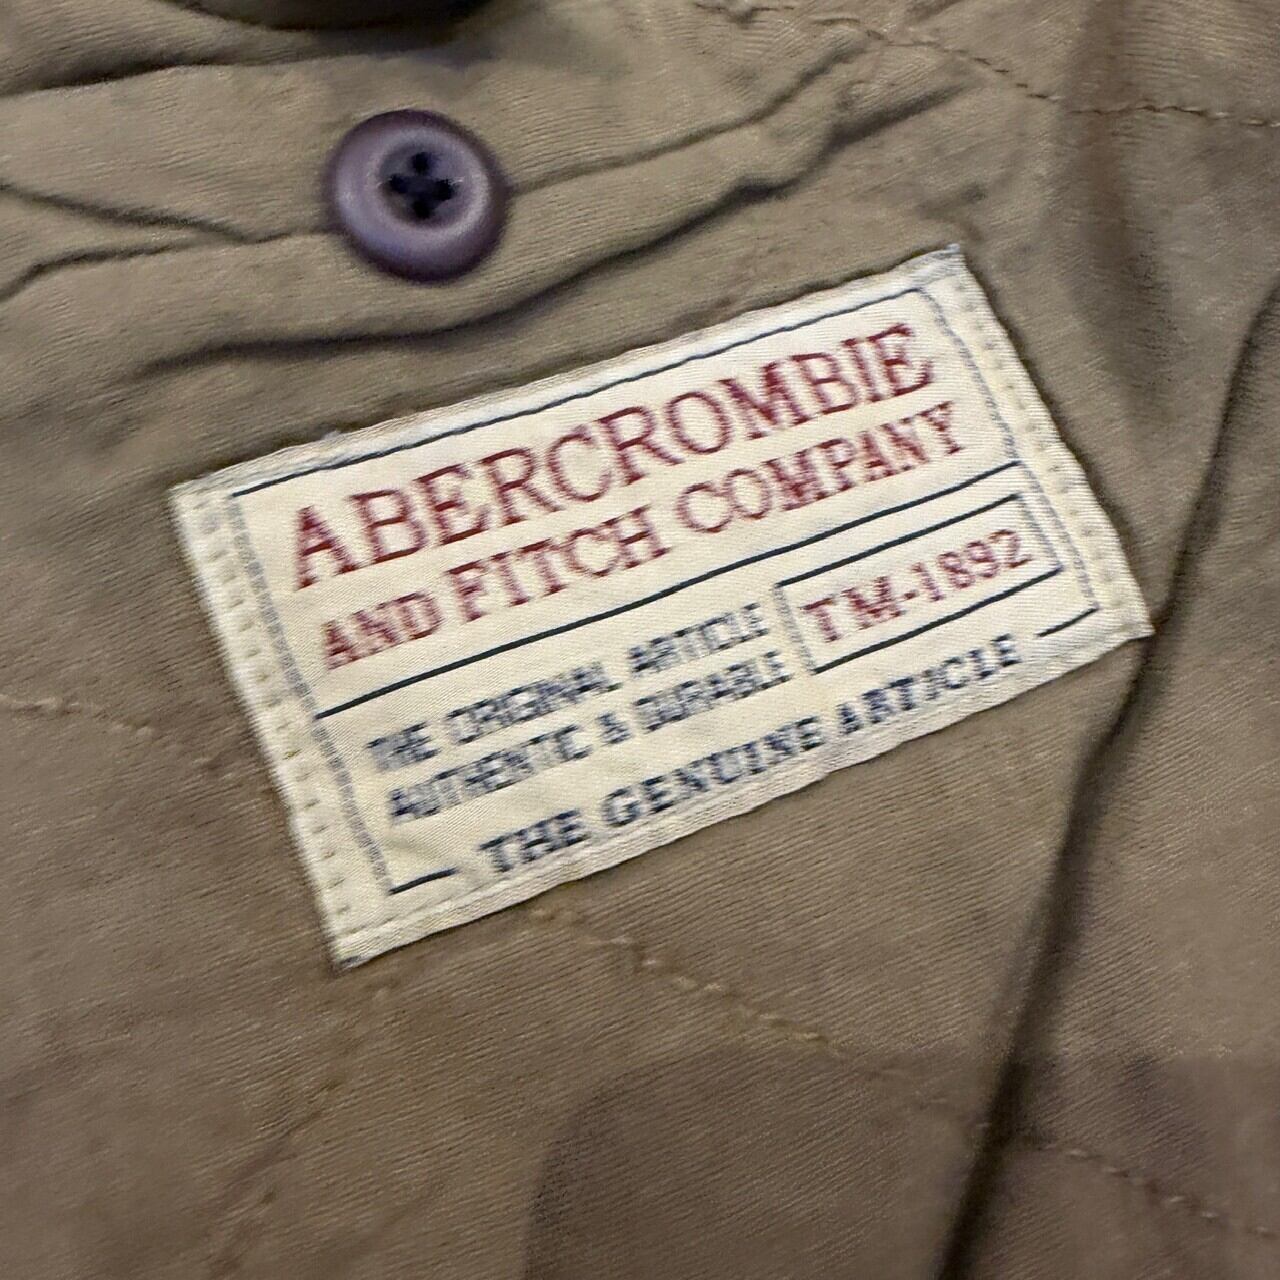 ABERCROMBIE
AND FITCH COMPANY
THE ORIGINAL ARTICLE
AUTHENTIC & DURABLE
TM-1892
THE GENUINE ARTICLE